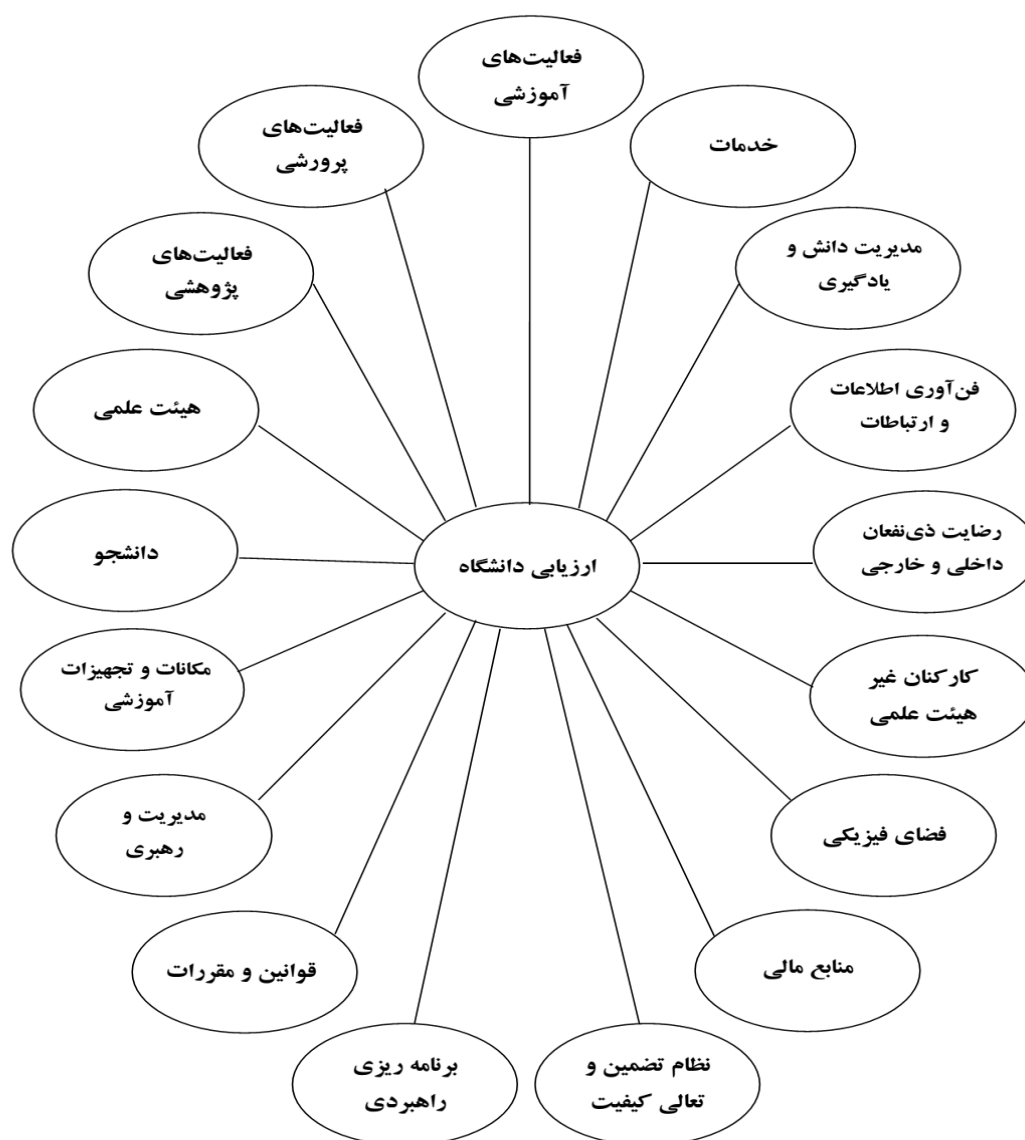 فعالیت‌های
آموزشی
خدمات
فعالیت‌های
پرورشی
مدیریت دانش و
یادگیری
فعالیت‌های
پژوهشی
فن‌آوری اطلاعات
و ارتباطات
هیئت علمی
رضایت ذی‌نفعان
داخلی و خارجی
دانشجو
ارزیابی دانشگاه
کارکنان غیر
هیئت علمی
مکانات و تجهیزات
آموزشی
فضای فیزیکی
مدیریت و
رهبری
منابع مالی
قوانین و مقررات
نظام تضمین و
تعالی کیفیت
برنامه ریزی
راهبردی